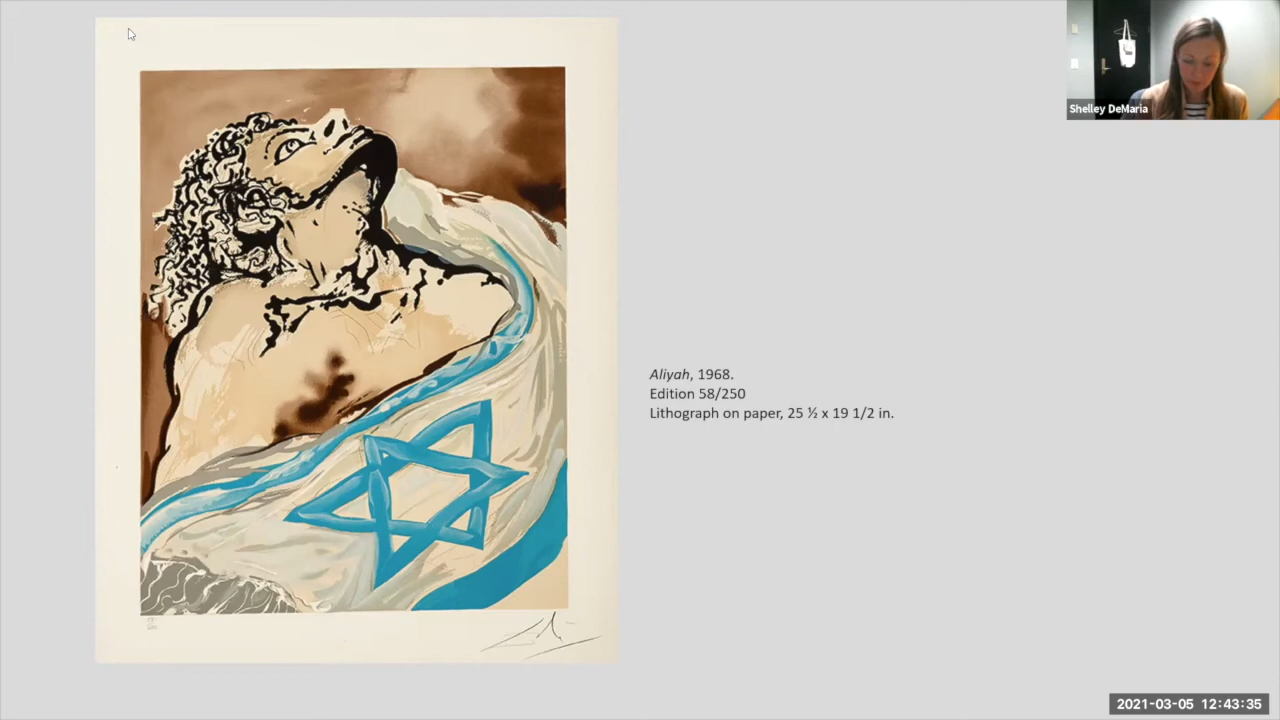 Shelley DeMaria
Aliyah, 1968.
Edition 58/250
Lithograph on paper, 25 ½ x 19 1/2 in.
2021-03-05 12:43:35